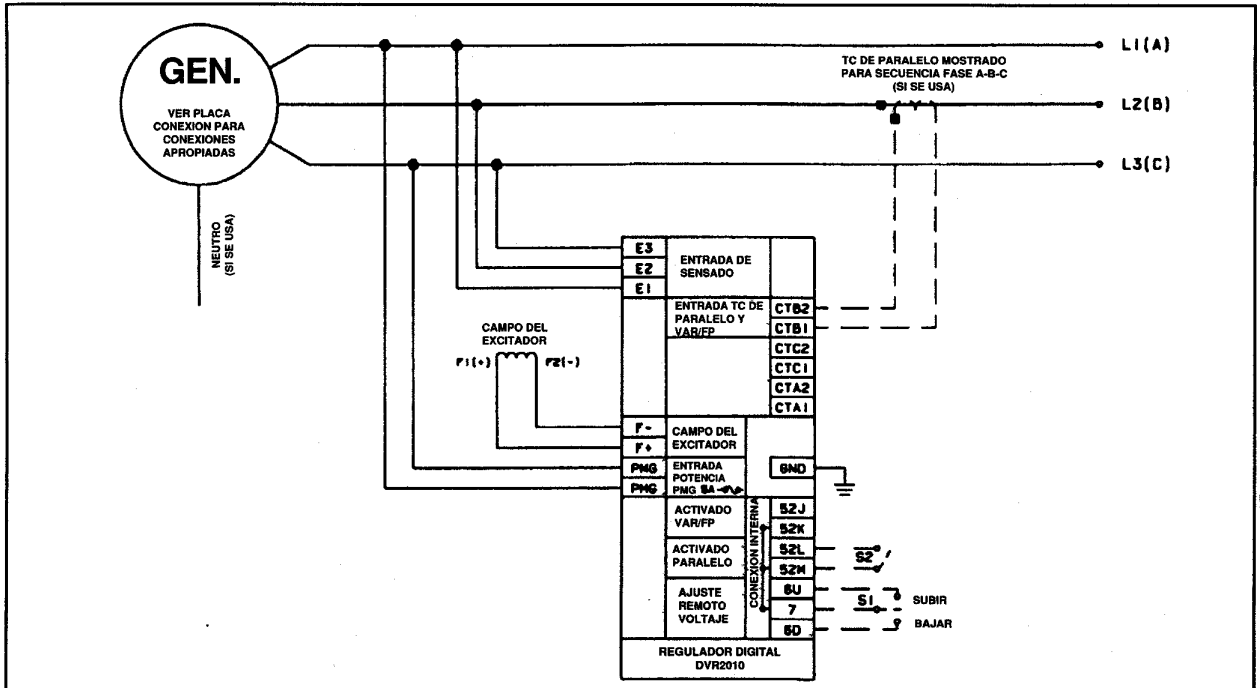 GEN.
VER PLACA
CONEXION PARA
CONEXIONES
APROPIADAS
NEUTRO
(SI SE USA)
L1(A)
TC DE PARALELO MOSTRADO
PARA SECUENCIA FASE A-B-C
(SI SE USA)
L2(B)
L3(C)
E3
E2
E1
ENTRADA DE
SENSADO
ENTRADA TC DE
PARALELO Y
VAR/FP
CTB2
CTB1
CTC2
CTC1
CTA2
CTA1
CAMPO DEL
EXCITADOR
F1(+)
F2(-)
F-
F+
CAMPO DEL
EXCITADOR
PMG
PMG
ENTRADA
POTENCIA
PMG 5A
GND
CONEXION INTERNA
ACTIVADO
VAR/FP
52J
52K
ACTIVADO
PARALELO
52L
52M
S2
AJUSTE
REMOTO
VOLTAJE
6U
7
6D
S1
SUBIR
BAJAR
REGULADOR DIGITAL
DVR2010